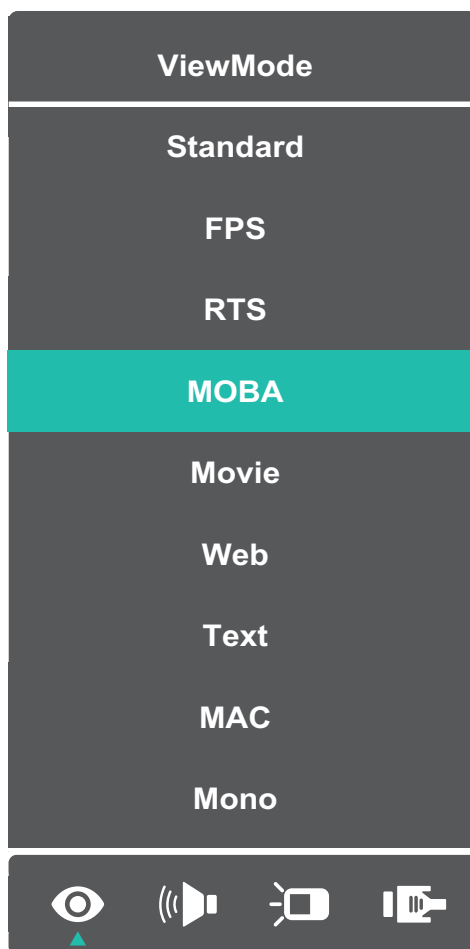 ViewMode
Standard
FPS
RTS
MOBA
Movie
Web
Text
MAC
Mono